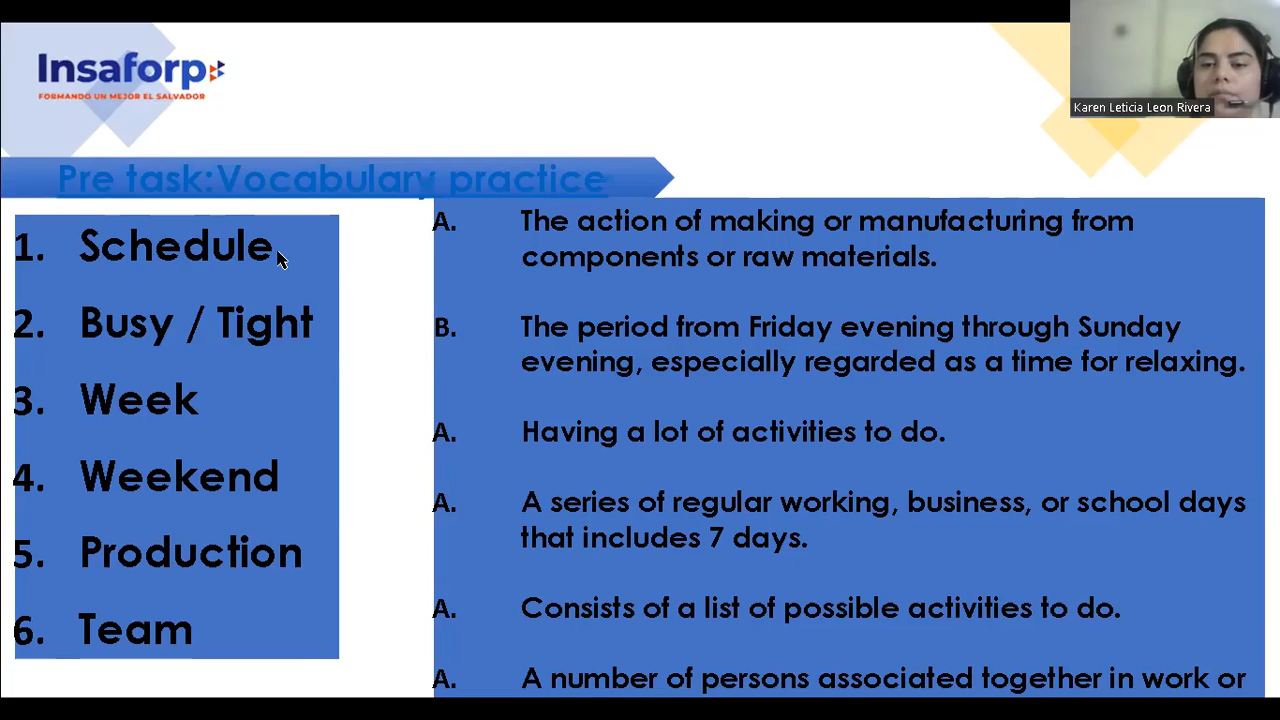 Insaforp
FORMANDO UN MEJOR EL SALVADOR
Karen Leticia Leon Rivera
Pre task:Vocabulary practice
1. Schedule
2. Busy / Tight
3. Week
4. Weekend
5. Production
6. Team
A. The action of making or manufacturing from
components or raw materials.
B. The period from Friday evening through Sunday
evening, especially regarded as a time for relaxing.
A. Having a lot of activities to do.
A. A series of regular working, business, or school days
that includes 7 days.
A. Consists of a list of possible activities to do.
A. A number of persons associated together in work or